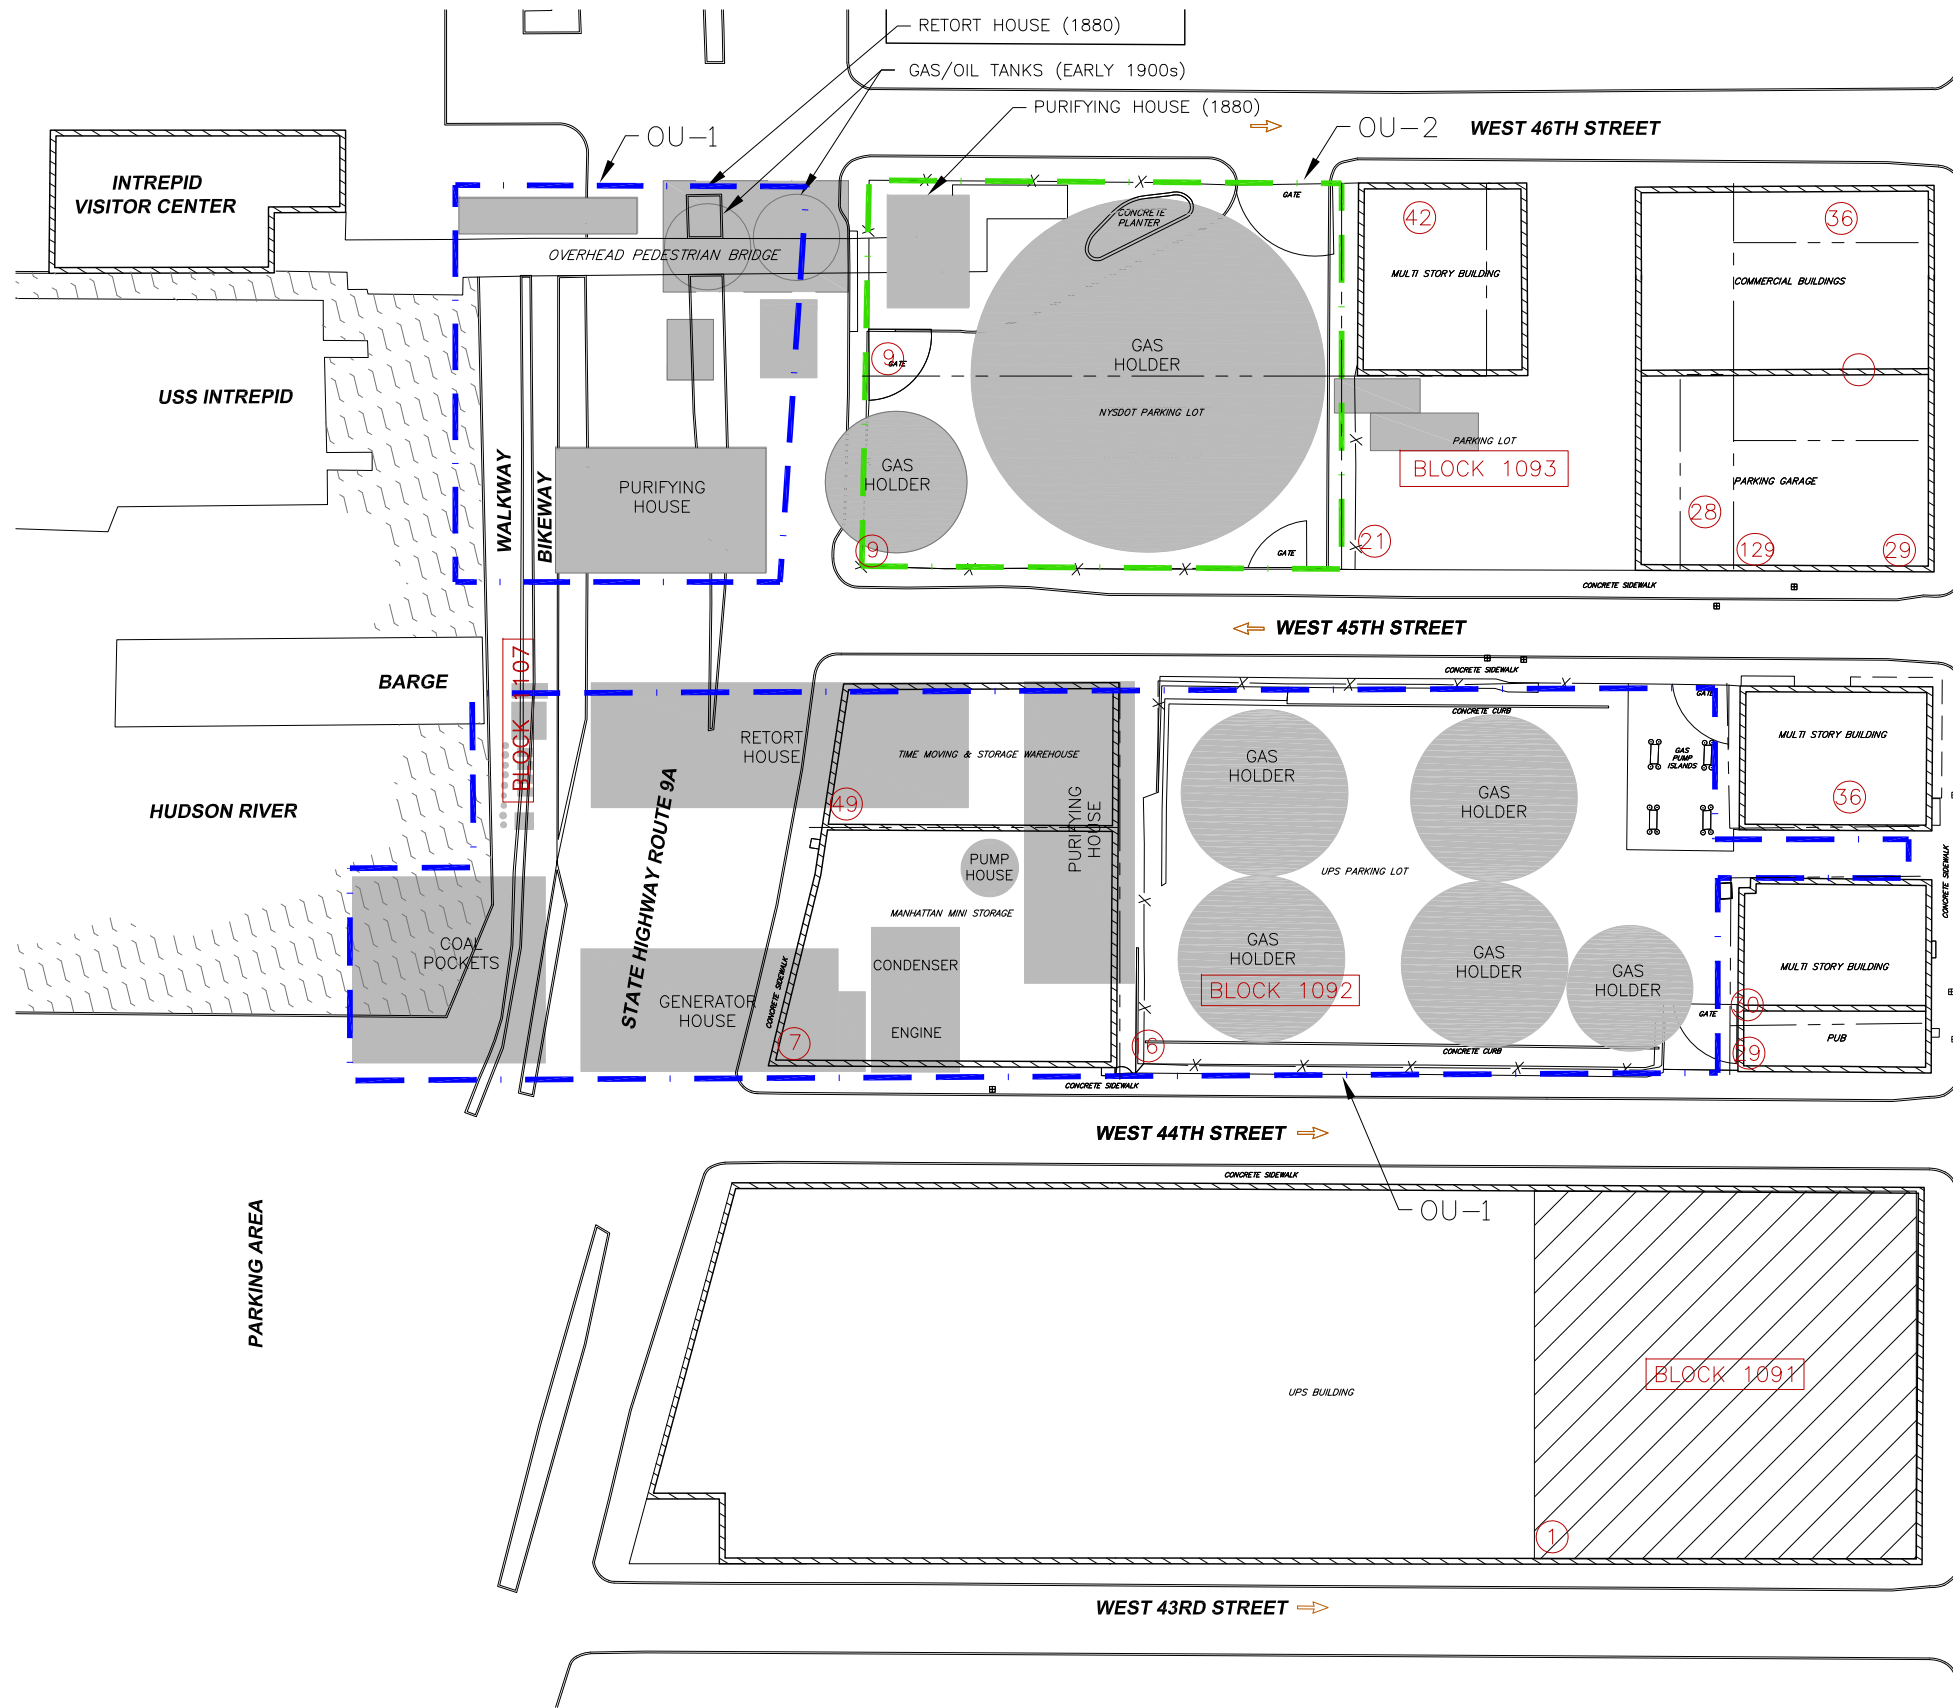 RETORT HOUSE (1880)
GAS/OIL TANKS (EARLY 1900s)
PURIFYING HOUSE (1880)
OU-1
OU-2
WEST 46TH STREET
INTREPID
VISITOR CENTER
GATE
CONCRETE
PLANTER
42
36
OVERHEAD PEDESTRIAN BRIDGE
MULTI STORY BUILDING
COMMERCIAL BUILDINGS
GAS
HOLDER
9
GATE
USS INTREPID
NYSDOT PARKING LOT
PARKING LOT
BLOCK 1093
GAS
HOLDER
PURIFYING
HOUSE
WALKWAY
BIKEWAY
PARKING GARAGE
28
9
GATE
21
129
29
CONCRETE SIDEWALK
WEST 45TH STREET
BLOCK 1107
BARGE
CONCRETE SIDEWALK
GATE
CONCRETE CURB
RETORT
HOUSE
TIME MOVING & STORAGE WAREHOUSE
GAS
HOLDER
GAS
HOLDER
GAS
PUMP
ISLANDS
MULTI STORY BUILDING
36
HUDSON RIVER
49
PURIFYING
HOUSE
STATE HIGHWAY ROUTE 9A
PUMP
HOUSE
UPS PARKING LOT
CONCRETE SIDEWALK
MANHATTAN MINI STORAGE
COAL
POCKETS
CONDENSER
GAS
HOLDER
GAS
HOLDER
GAS
HOLDER
MULTI STORY BUILDING
BLOCK 1092
CONCRETE SIDEWALK
GENERATOR
HOUSE
ENGINE
7
16
GATE
30
PUB
29
CONCRETE CURB
CONCRETE SIDEWALK
WEST 44TH STREET
CONCRETE SIDEWALK
OU-1
PARKING AREA
BLOCK 1091
UPS BUILDING
1
WEST 43RD STREET